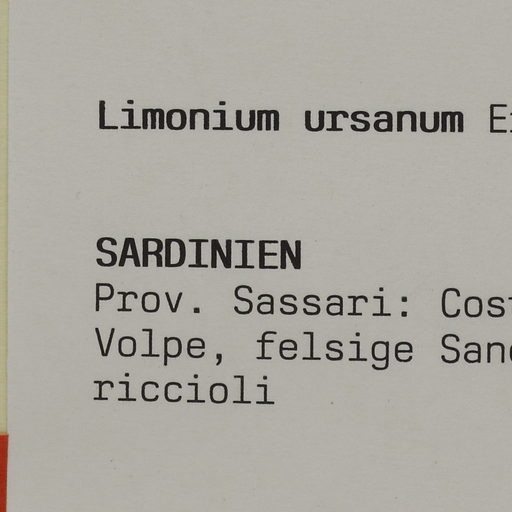 Limonium ursanum
SARDINIEN
Prov. Sassari:
Volpe, felsige
riccioli